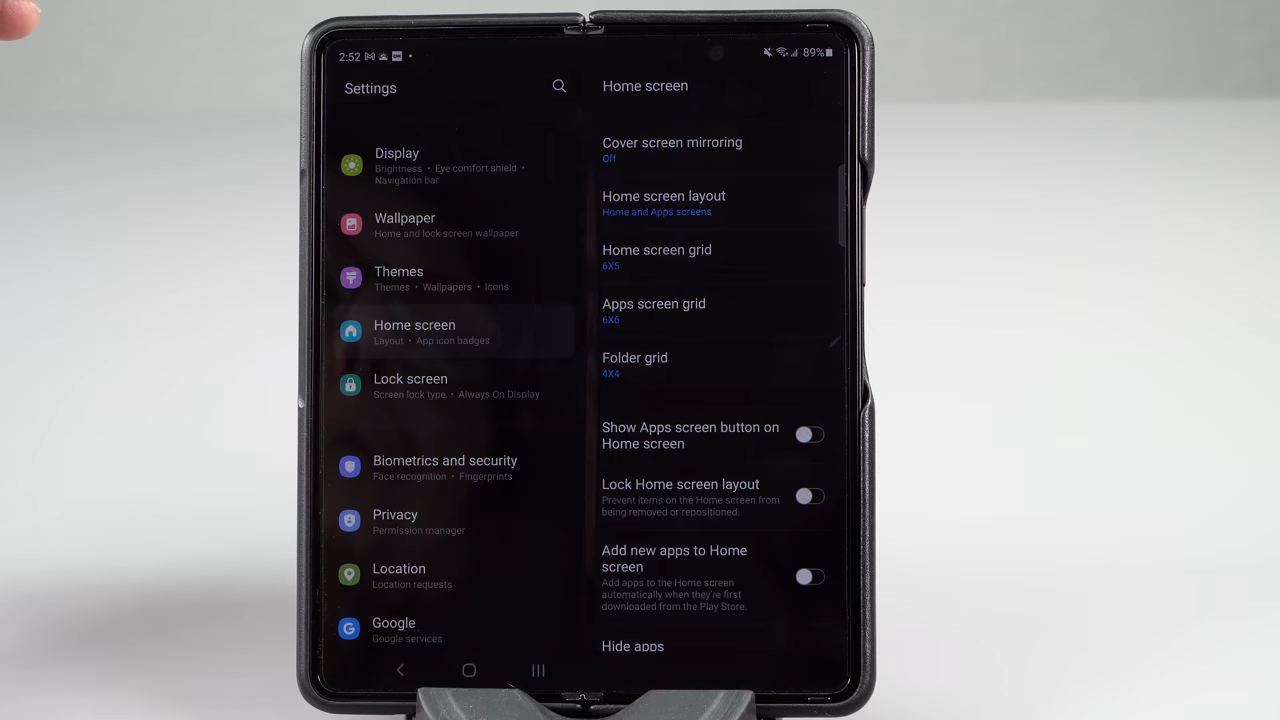 2:52
89%
Settings
Display
Brightness • Eye comfort shield •
Navigation bar
Wallpaper
Home and lock screen wallpaper
Themes
Themes • Wallpapers • Icons
Home screen
Layout • App icon badges
Lock screen
Screen lock type • Always On Display
Biometrics and security
Face recognition • Fingerprints
Privacy
Permission manager
Location
Location requests
Google
Google services
Home screen
Cover screen mirroring
Off
Home screen layout
Home and Apps screens
Home screen grid
6X5
Apps screen grid
6X6
Folder grid
4X4
Show Apps screen button on
Home screen
Lock Home screen layout
Prevent items on the Home screen from
being removed or repositioned.
Add new apps to Home
screen
Add apps to the Home screen
automatically when they're first
downloaded from the Play Store.
Hide apps